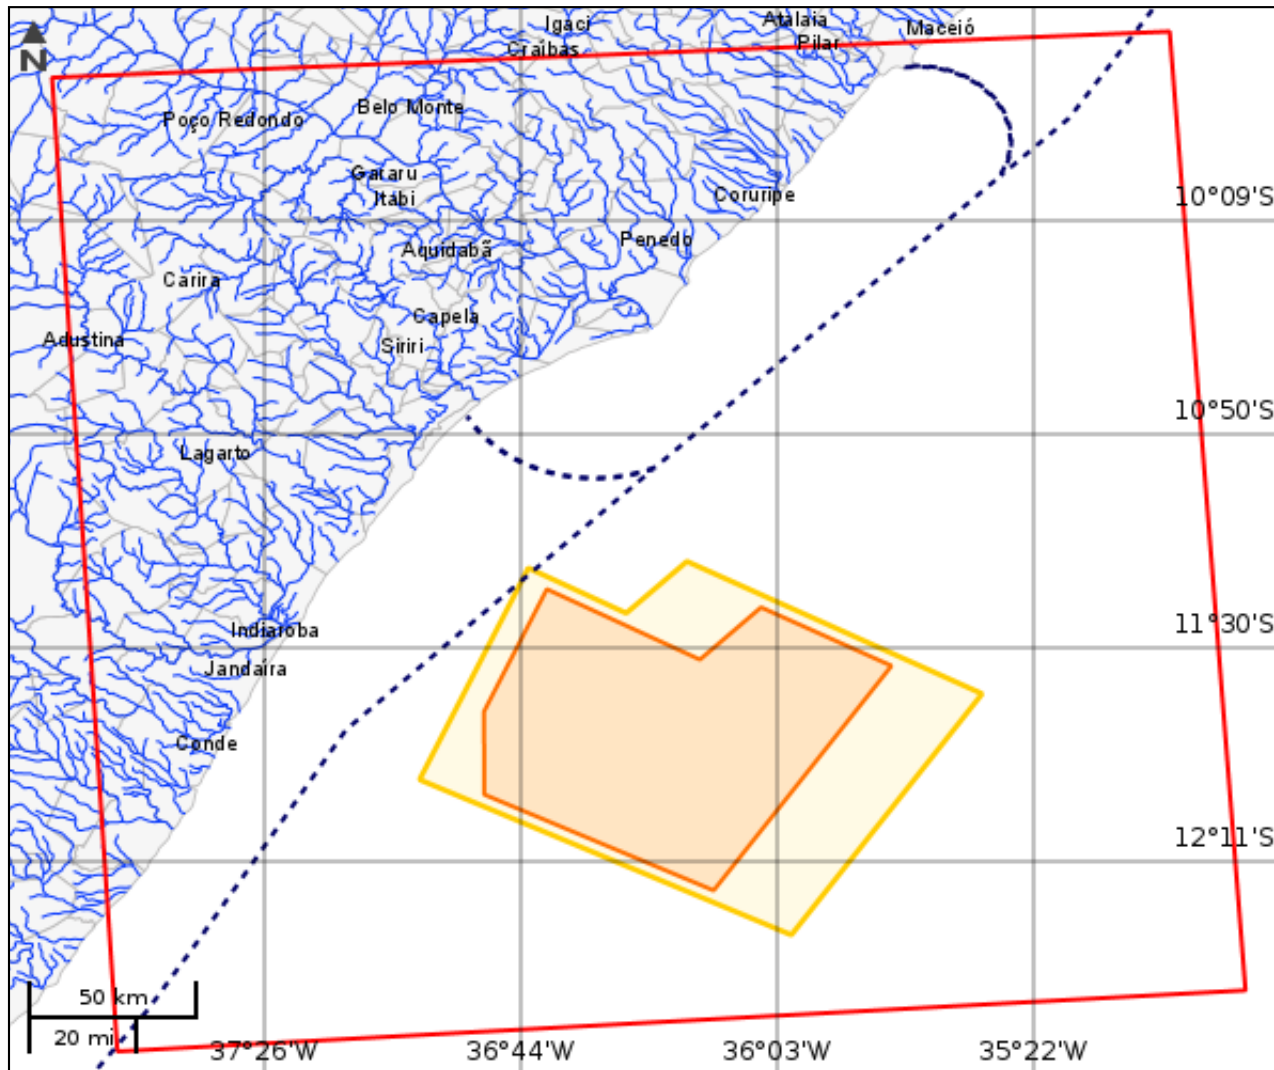 N
Igaci
Atalaia
Maceió
Craíbas
Pilar
Belo Monte
Poço Redondo
Gararu
Itabi
Coruripe
10°09'S
Penedo
Aquidabã
Carira
Capela
Adustina
Siriri
10°50'S
Lagarto
11°30'S
Indiaroba
Jandaíra
Conde
12°11'S
50 km
20 mi
37°26'W
36°44'W
36°03'W
35°22'W